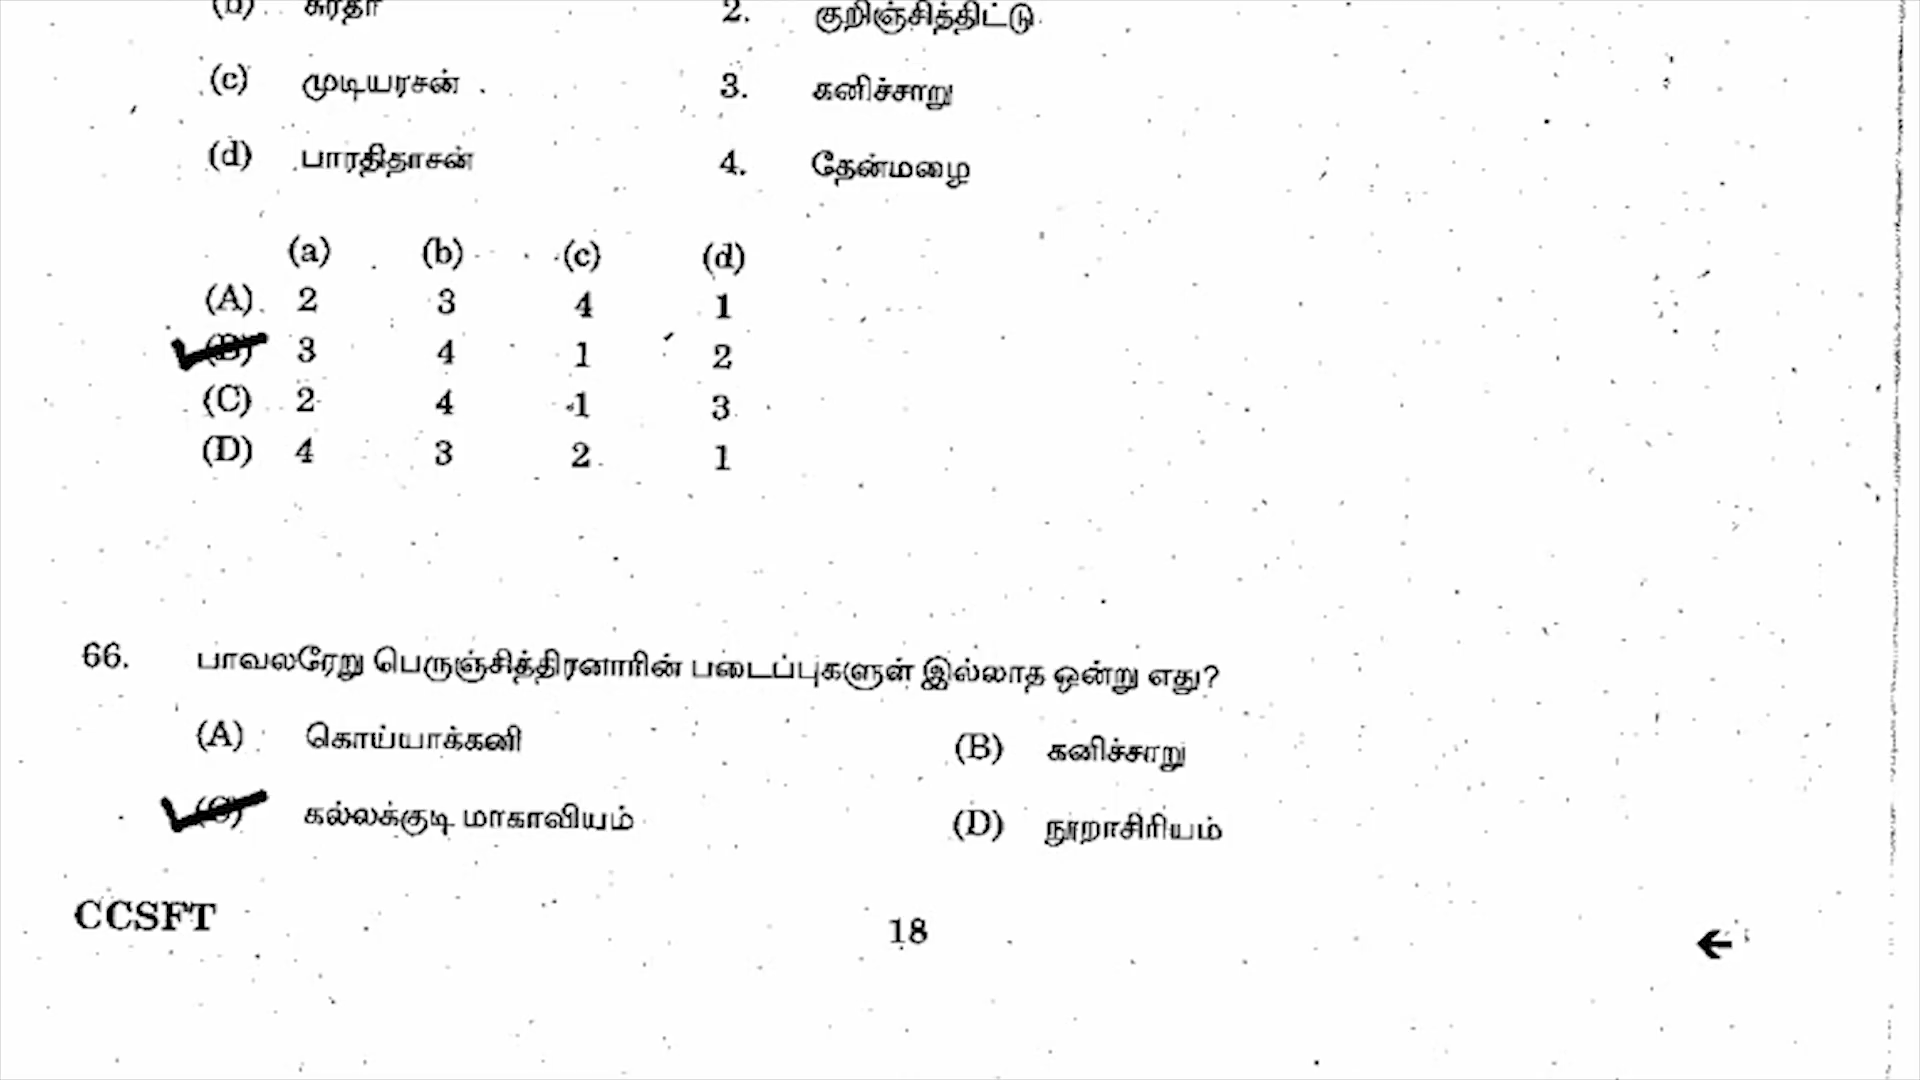 (b) சுரதா 2. குறிஞ்சித்திட்டு
(c) முடியரசன் 3. கனிச்சாறு
(d) பாரதிதாசன் 4. தேன்மழை
(a) (b) (c) (d)
(A) 2 3 4 1
(B) 3 4 1 2
(C) 2 4 1 3
(D) 4 3 2 1
66. பாவலரேறு பெருஞ்சித்திரனாரின் படைப்புகளுள் இல்லாத ஒன்று எது?
(A) கொய்யாக்கனி (B) கனிச்சாறு
(C) கல்லக்குடி மாகாவியம் (D) நூறாசிரியம்
CCSFT 18 ←